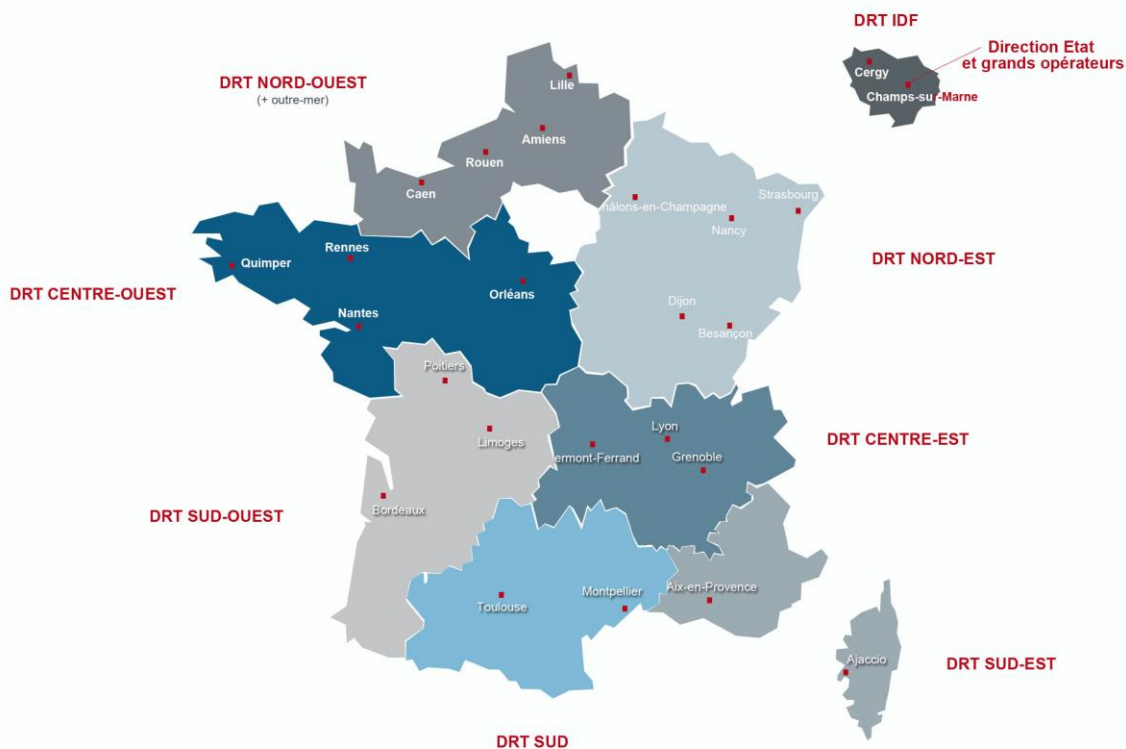 DRT IDF
Direction Etat
et grands opérateurs
Cergy
Champs-sur-Marne
DRT NORD-OUEST
(+ outre-mer)
Lille
Amiens
Rouen
Caen
Strasbourg
hâlons-en-Champagne
Nancy
Rennes
Quimper
DRT NORD-EST
DRT CENTRE-OUEST
Orléans
Nantes
Dijon
Besançon
Poitiers
Lyon
Limoges
DRT CENTRE-EST
ermont-Ferrand
Grenoble
Bordeaux
DRT SUD-OUEST
Aix-en-Provence
Montpellier
Toulouse
Ajaccio
DRT SUD-EST
DRT SUD